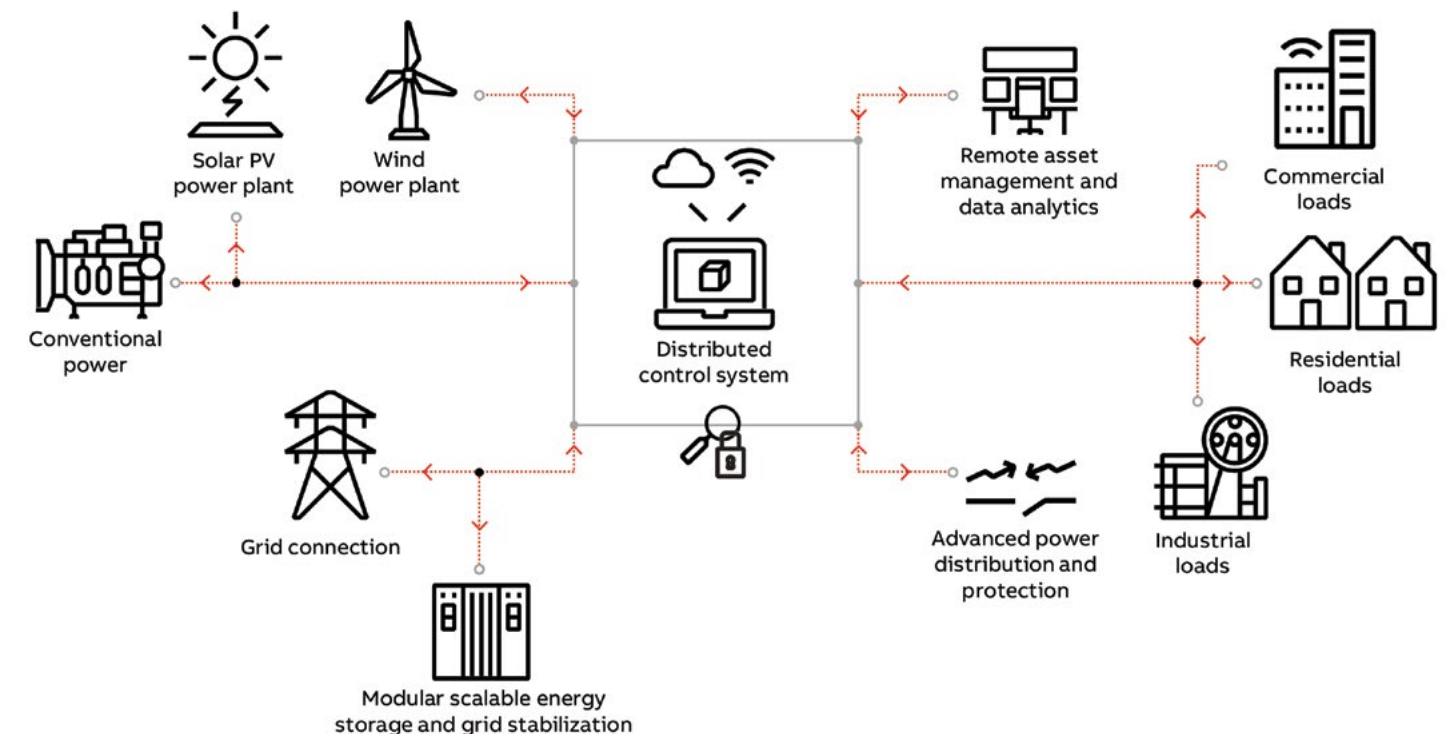 Solar PV
power plant
Wind
power plant
Remote asset
management and
data analytics
Commercial
loads
Conventional
power
Distributed
control system
Residential
loads
Grid connection
Advanced power
distribution and
protection
Industrial
loads
Modular scalable energy
storage and grid stabilization